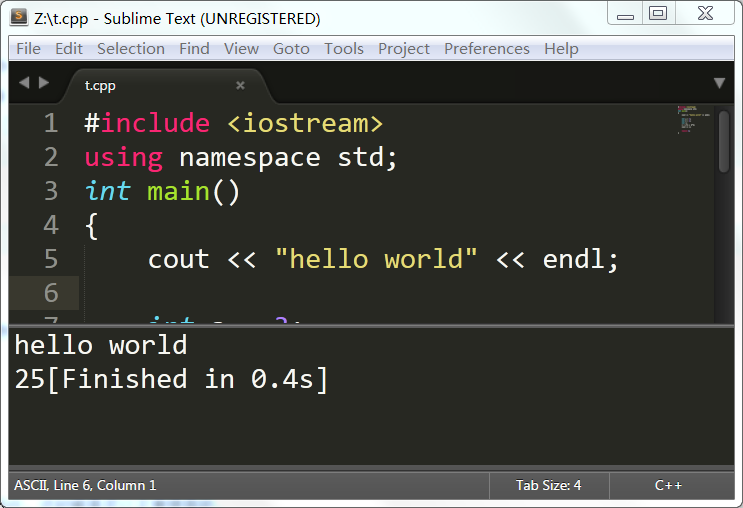 Z:\t.cpp - Sublime Text (UNREGISTERED)
File Edit Selection Find View Goto Tools Project Preferences Help
t.cpp
1 #include <iostream>
2 using namespace std;
3 int main()
4 {
5 cout << "hello world" << endl;
6
hello world
25[Finished in 0.4s]
ASCII, Line 6, Column 1 Tab Size: 4 C++